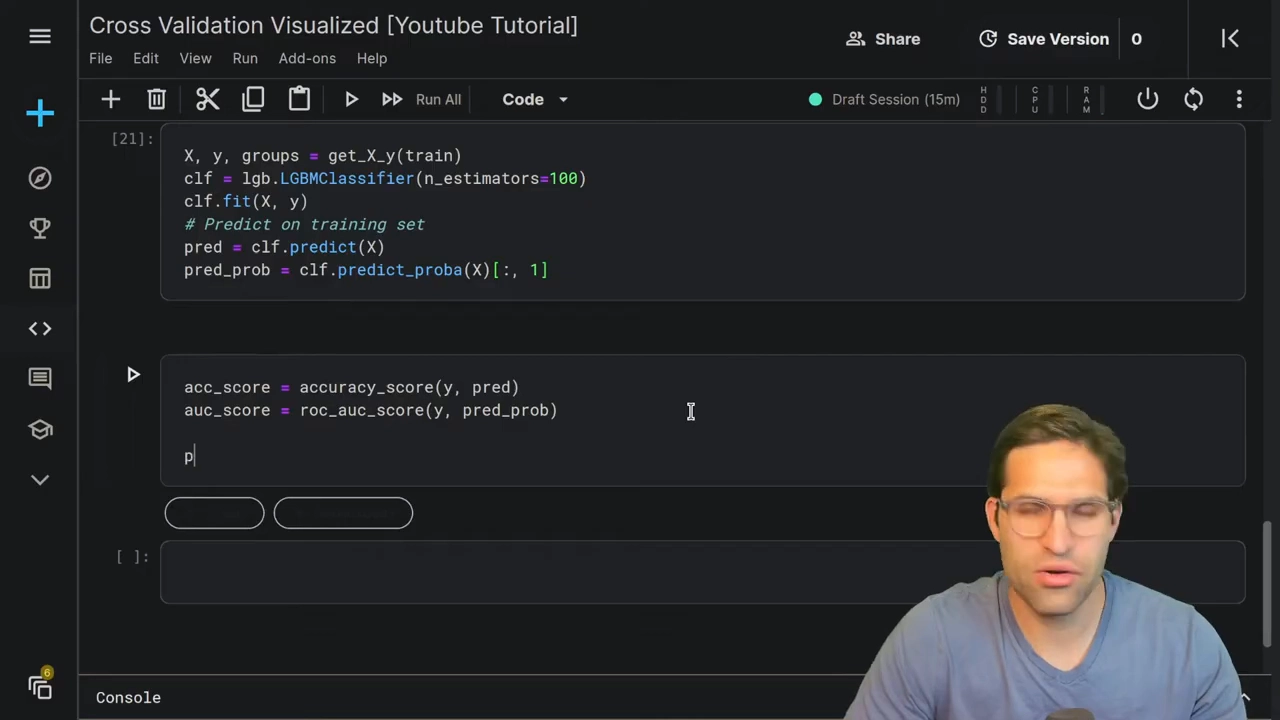 Cross Validation Visualized [Youtube Tutorial]
Share
Save Version
0
File
Edit
View
Run
Add-ons
Help
Run All
Code
Draft Session (15m)
HDD
CPU
RAM
[21]:
X, y, groups = get_X_y(train)
clf = lgb.LGBMClassifier(n_estimators=100)
clf.fit(X, y)
# Predict on training set
pred = clf.predict(X)
pred_prob = clf.predict_proba(X)[:, 1]
acc_score = accuracy_score(y, pred)
auc_score = roc_auc_score(y, pred_prob)
p
[ ]:
6
Console